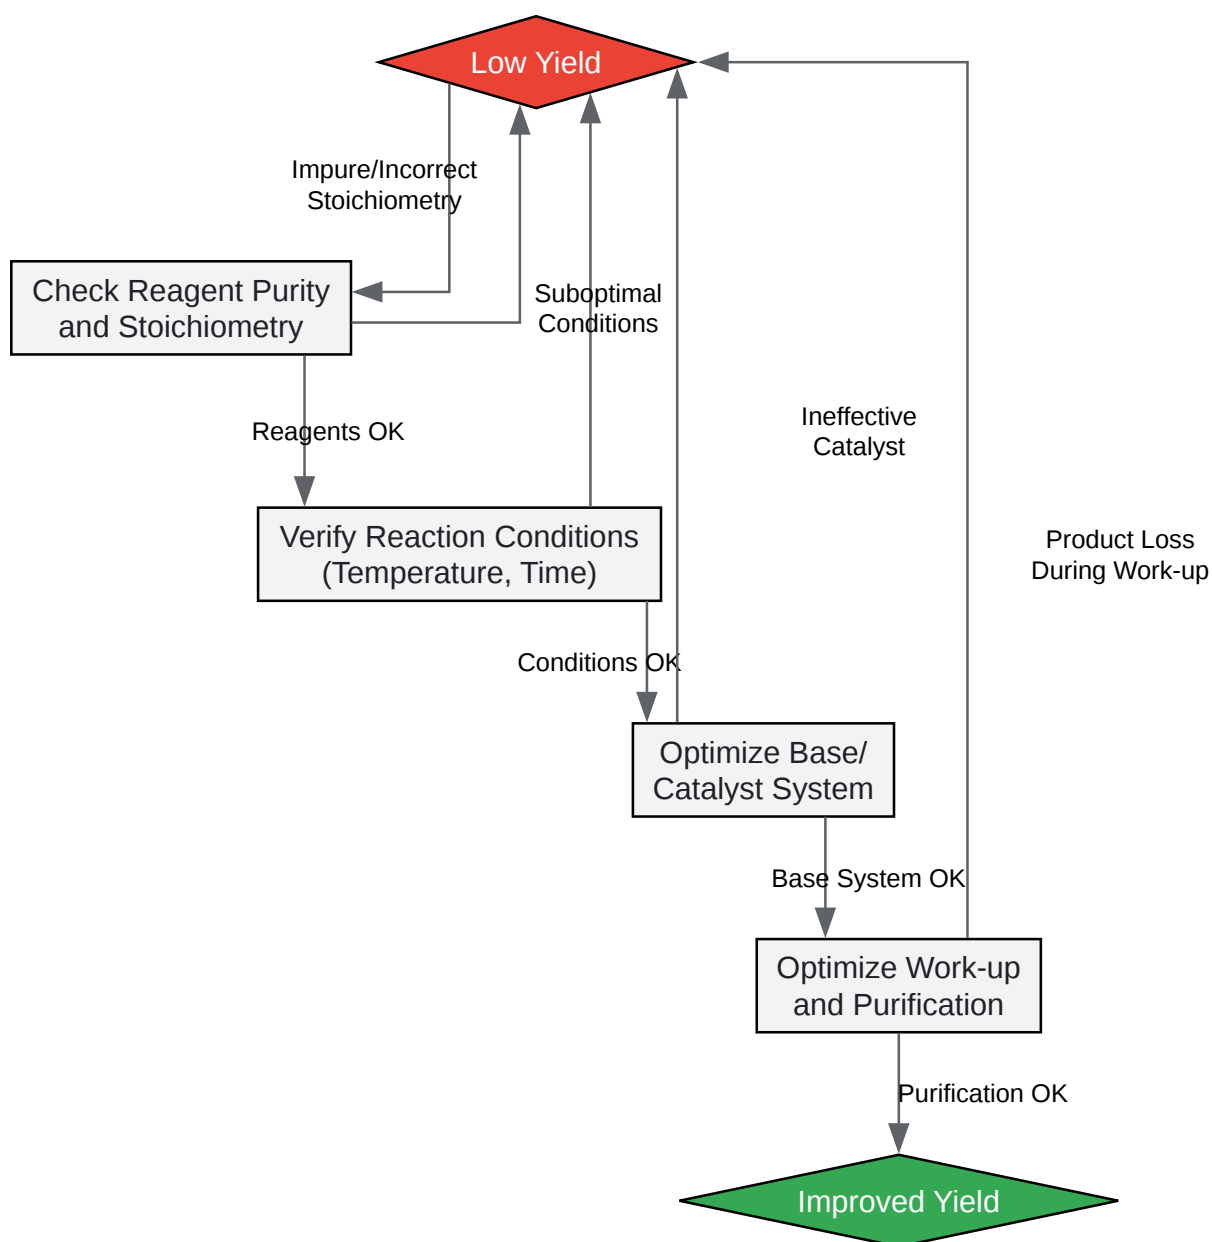 Low Yield
Impure/Incorrect
Stoichiometry
Check Reagent Purity
and Stoichiometry
Suboptimal
Conditions
Reagents OK
Ineffective
Catalyst
Verify Reaction Conditions
(Temperature, Time)
Product Loss
During Work-up
Conditions OK
Optimize Base/
Catalyst System
Base System OK
Optimize Work-up
and Purification
Purification OK
Improved Yield